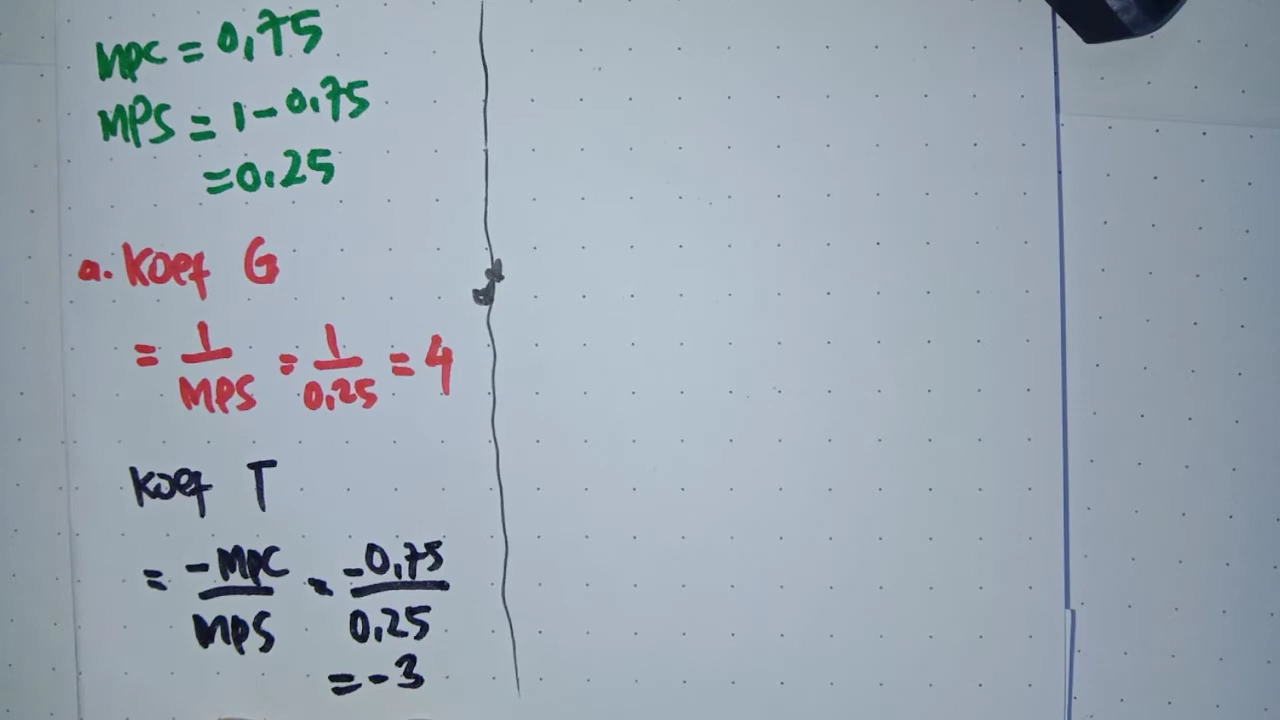 MPC = 0,75
MPS = 1 - 0.75
= 0.25
a. Koef G
= 1/MPS = 1/0.25 = 4
Koef T
= -MPC/MPS = -0,75/0.25
= -3